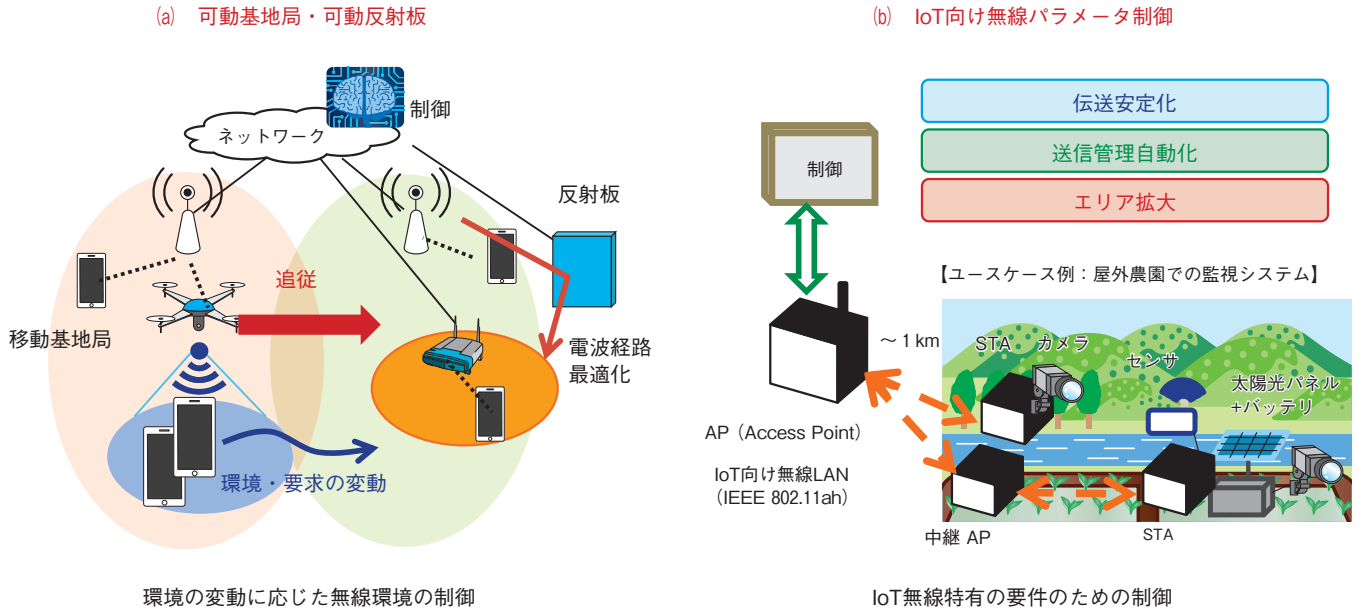 (a) 可動基地局・可動反射板
制御
ネットワーク
反射板
追従
移動基地局
電波経路
最適化
環境・要求の変動
環境の変動に応じた無線環境の制御
(b) IoT向け無線パラメータ制御
伝送安定化
送信管理自動化
エリア拡大
制御
【ユースケース例：屋外農園での監視システム】
～1 km
STA カメラ
センサ
太陽光パネル
+バッテリ
AP（Access Point）
IoT向け無線LAN
（IEEE 802.11ah）
中継 AP
STA
IoT無線特有の要件のための制御